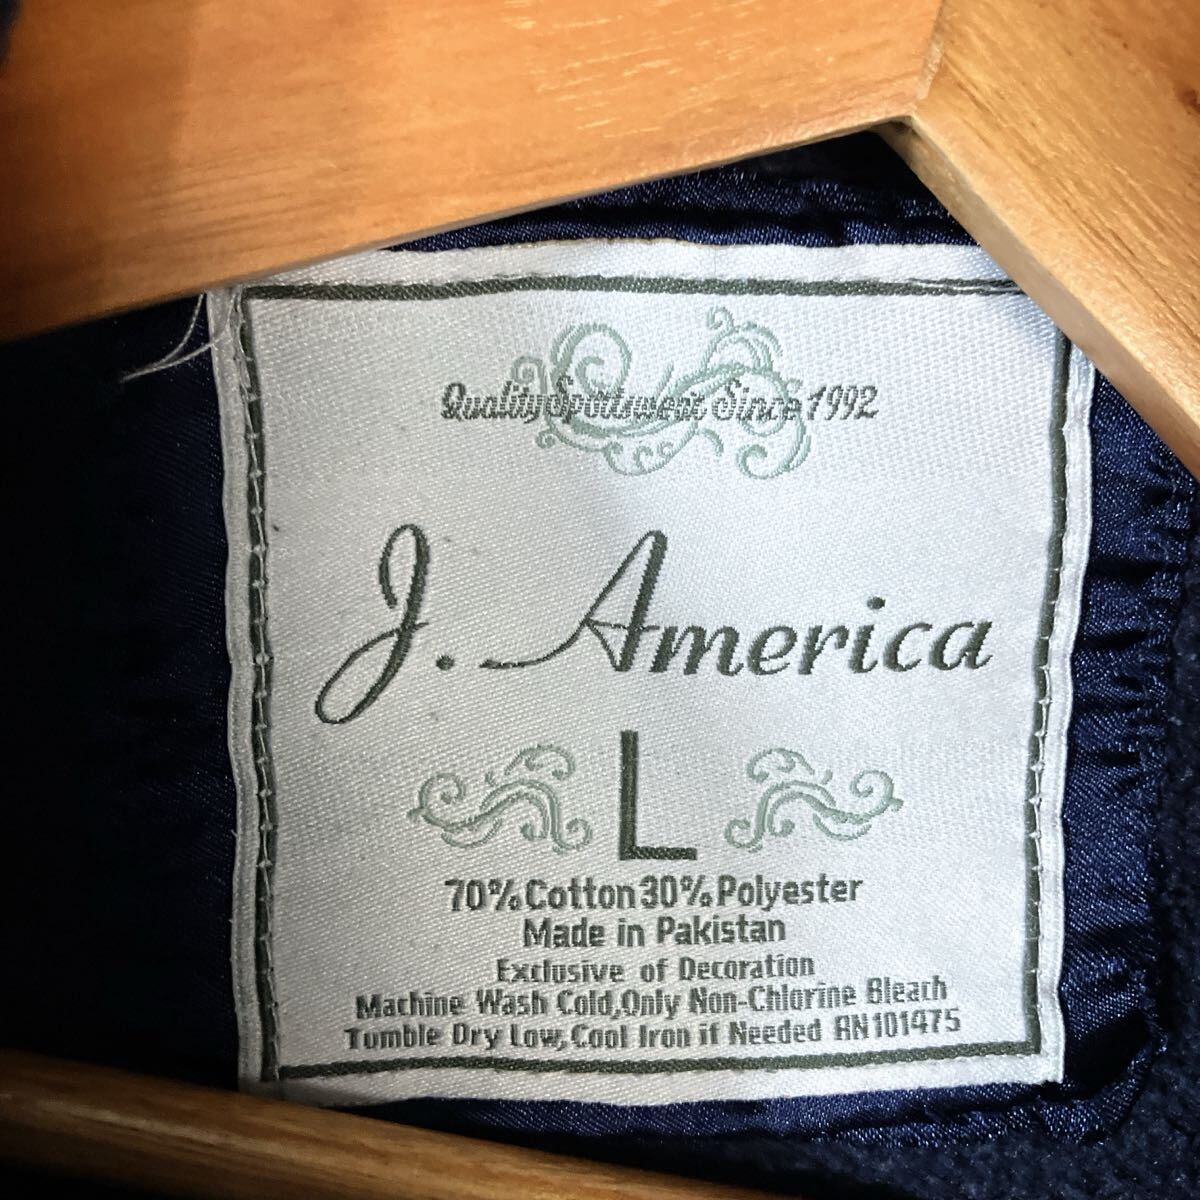 Quality Sportswear Since 1992
J. America
L
70% Cotton 30% Polyester
Made in Pakistan
Exclusive of Decoration
Machine Wash Cold, Only Non-Chlorine Bleach
Tumble Dry Low, Cool Iron if Needed RN101475